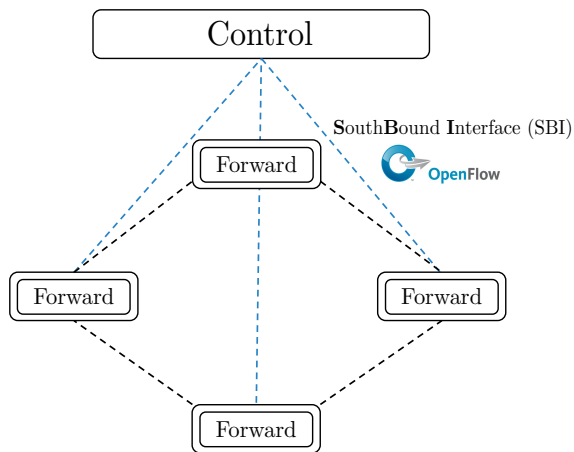 Control
SouthBound Interface (SBI)
Forward
OpenFlow
Forward
Forward
Forward